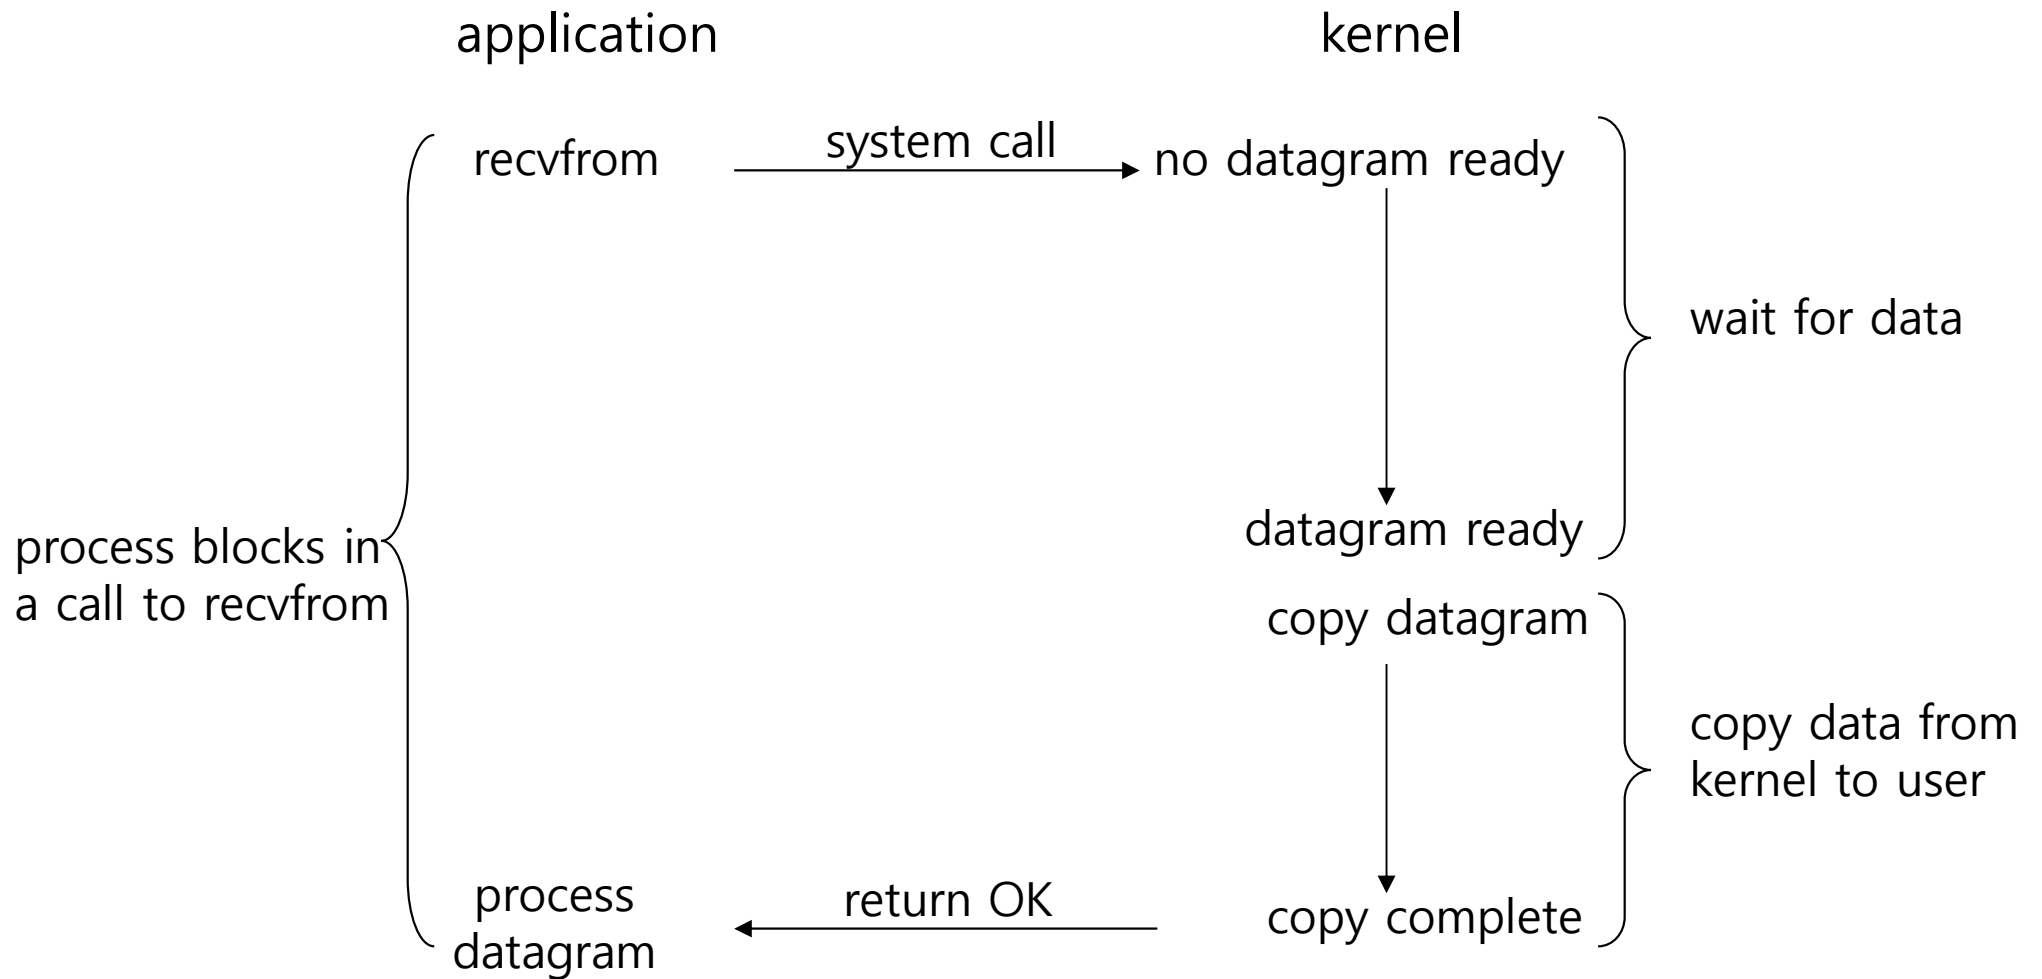 application
kernel
recvfrom
system call
no datagram ready
wait for data
datagram ready
process blocks in
a call to recvfrom
copy datagram
copy data from
kernel to user
process
datagram
return OK
copy complete